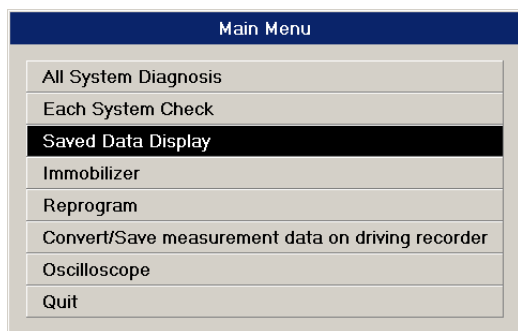 Main Menu
All System Diagnosis
Each System Check
Saved Data Display
Immobilizer
Reprogram
Convert/Save measurement data on driving recorder
Oscilloscope
Quit